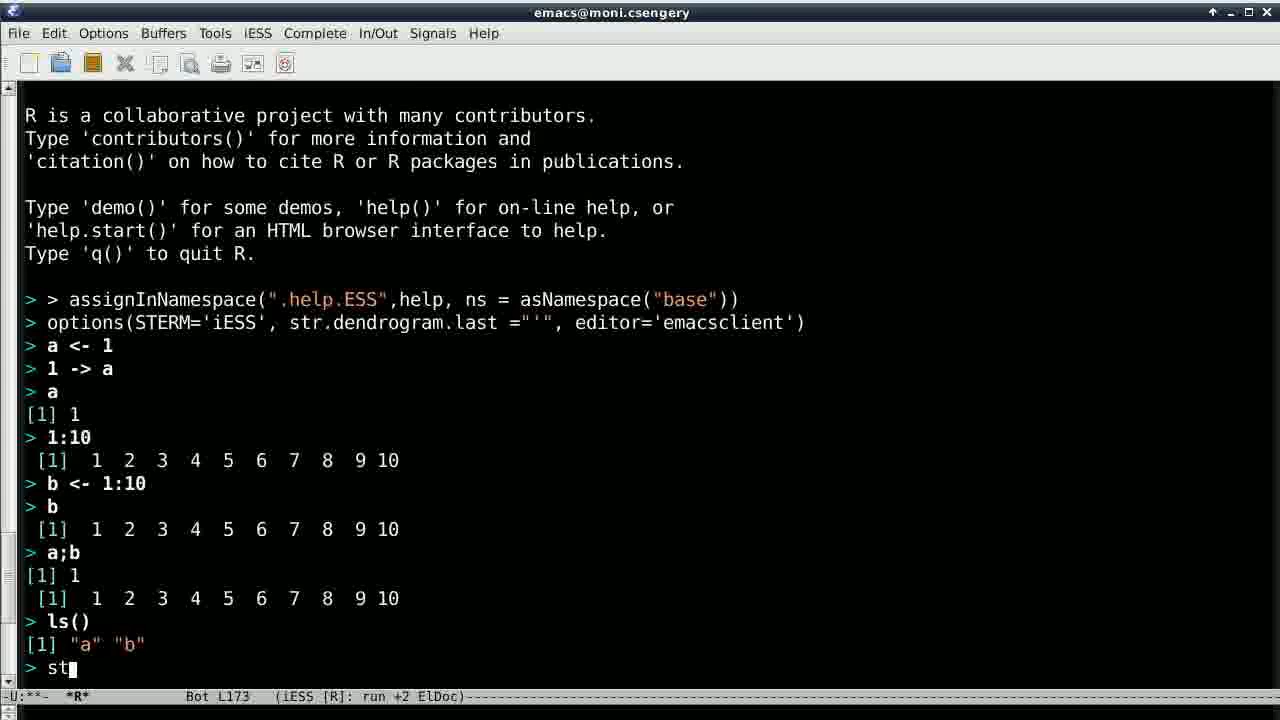 emacs@moni.csengery
File Edit Options Buffers Tools iESS Complete In/Out Signals Help
R is a collaborative project with many contributors.
Type 'contributors()' for more information and
'citation()' on how to cite R or R packages in publications.
Type 'demo()' for some demos, 'help()' for on-line help, or
'help.start()' for an HTML browser interface to help.
Type 'q()' to quit R.
> > assignInNamespace(".help.ESS",help, ns = asNamespace("base"))
> options(STERM='iESS', str.dendrogram.last ="'", editor='emacsclient')
> a <- 1
> 1 -> a
> a
[1] 1
> 1:10
[1] 1 2 3 4 5 6 7 8 9 10
> b <- 1:10
> b
[1] 1 2 3 4 5 6 7 8 9 10
> a;b
[1] 1
[1] 1 2 3 4 5 6 7 8 9 10
> ls()
[1] "a" "b"
> st
-U:**- *R* Bot L173 (iESS [R]: run +2 ElDoc)